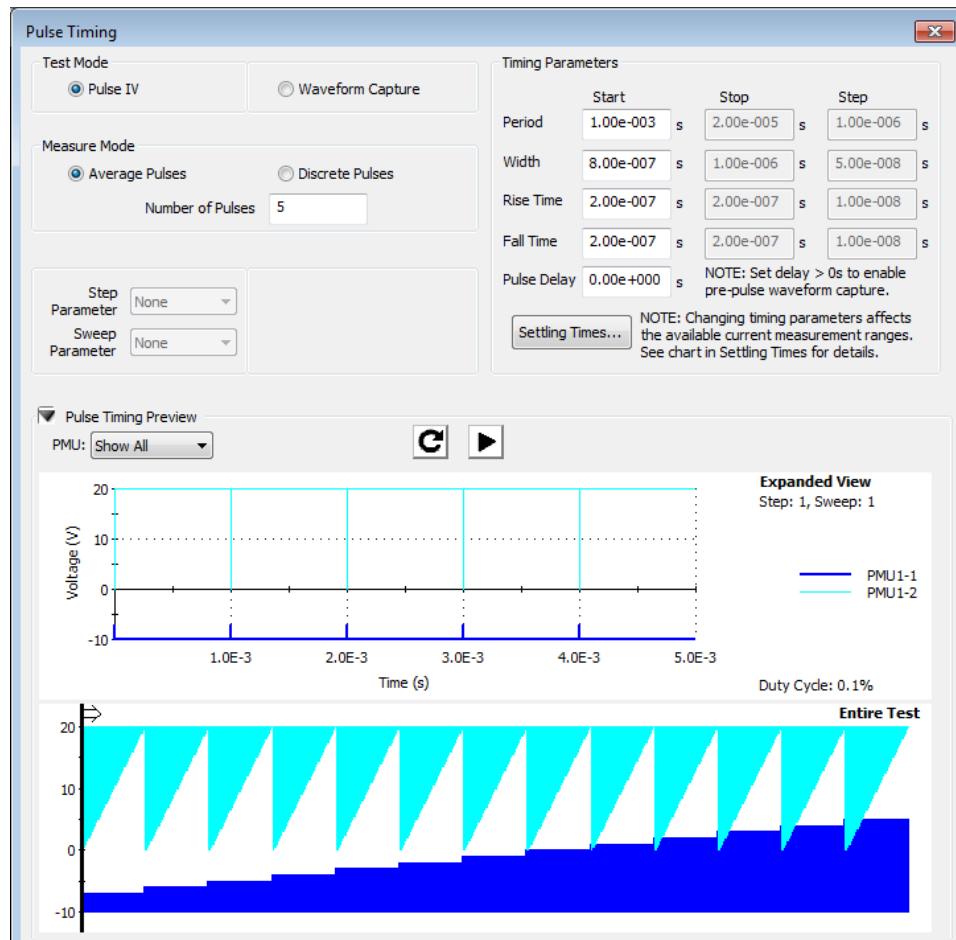 Pulse Timing
Test Mode
Pulse IV
Waveform Capture
Measure Mode
Average Pulses
Discrete Pulses
Number of Pulses 5
Step Parameter None
Sweep Parameter None
Timing Parameters
Start Stop Step
Period 1.00e-003 s 2.00e-005 s 1.00e-006 s
Width 8.00e-007 s 1.00e-006 s 5.00e-008 s
Rise Time 2.00e-007 s 2.00e-007 s 1.00e-008 s
Fall Time 2.00e-007 s 2.00e-007 s 1.00e-008 s
Pulse Delay 0.00e+000 s
NOTE: Set delay > 0s to enable
pre-pulse waveform capture.
Settling Times...
NOTE: Changing timing parameters affects
the available current measurement ranges.
See chart in Settling Times for details.
Pulse Timing Preview
PMU: Show All
Expanded View
Step: 1, Sweep: 1
20
10
0
-10
Voltage (V)
PMU1-1
PMU1-2
1.0E-3 2.0E-3 3.0E-3 4.0E-3 5.0E-3
Time (s)
Duty Cycle: 0.1%
Entire Test
20
10
0
-10